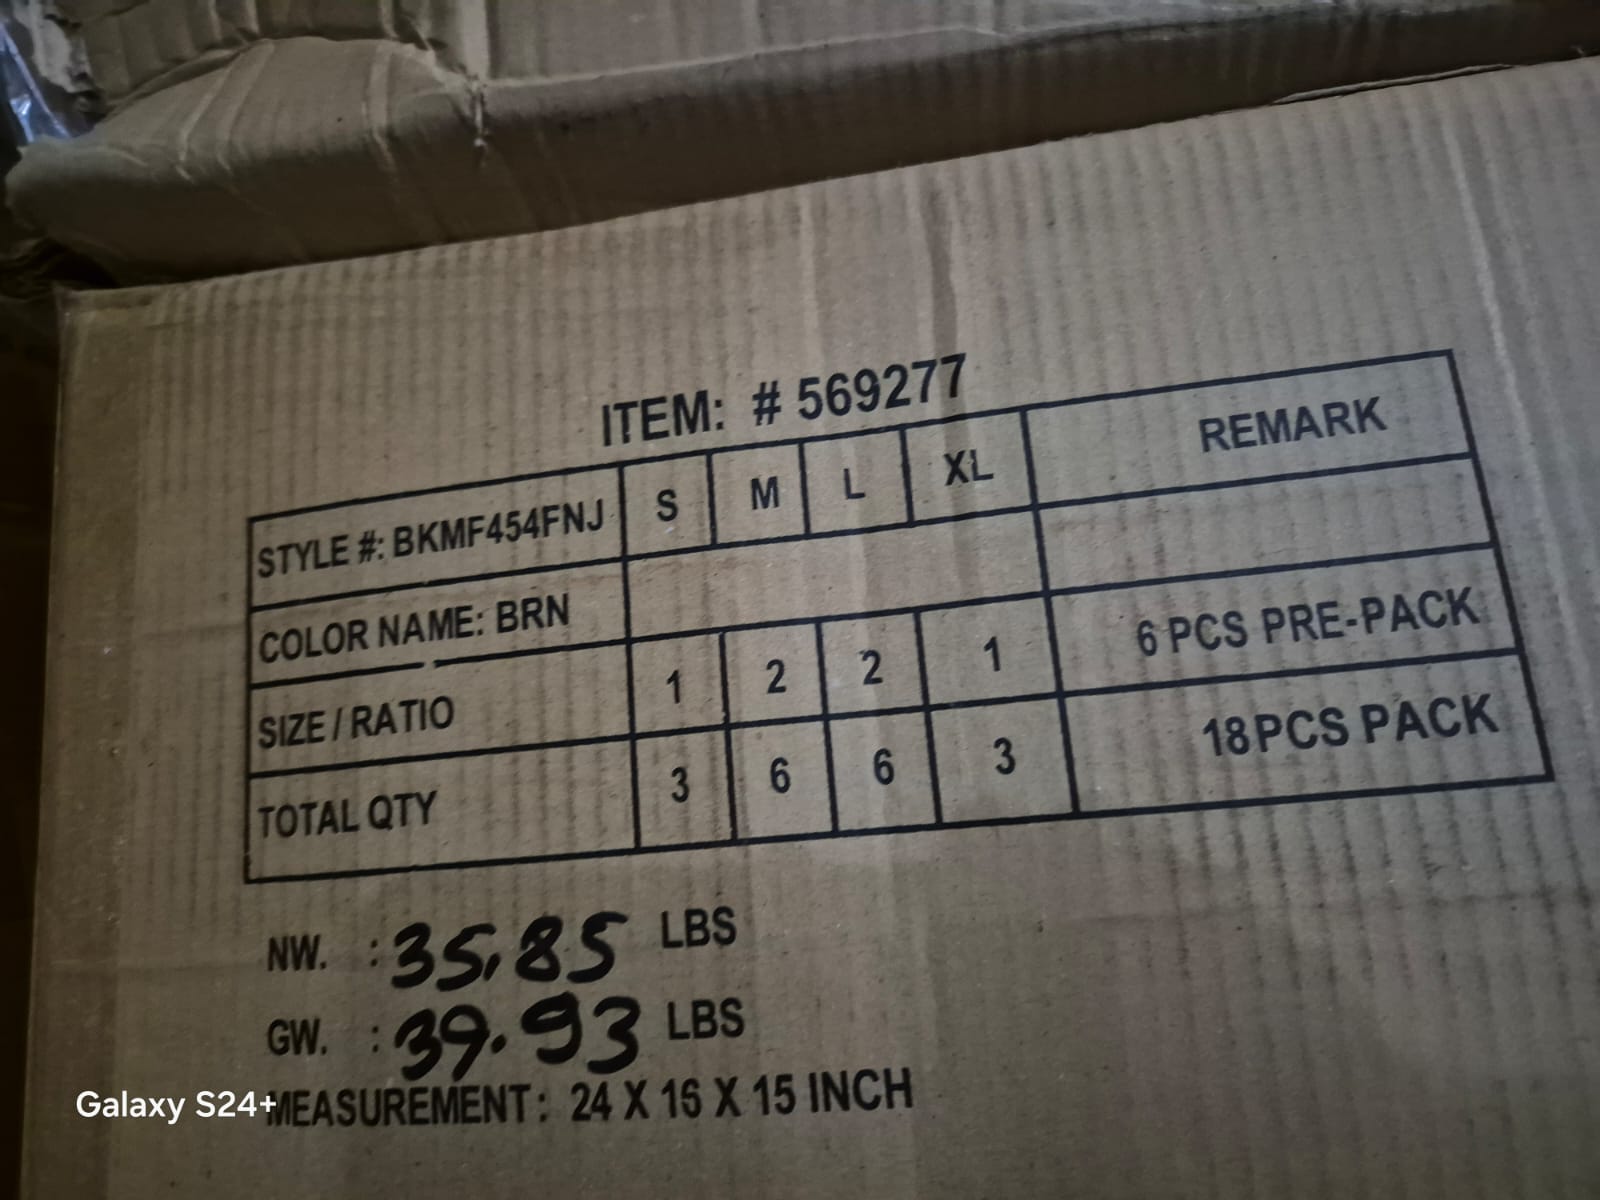 ITEM: # 569277
STYLE #: BKMF454FNJ S M L XL REMARK
COLOR NAME: BRN
SIZE / RATIO 1 2 2 1 6 PCS PRE-PACK
TOTAL QTY 3 6 6 3 18 PCS PACK
NW. : 35.85 LBS
GW. : 39.93 LBS
MEASUREMENT: 24 X 16 X 15 INCH
Galaxy S24+